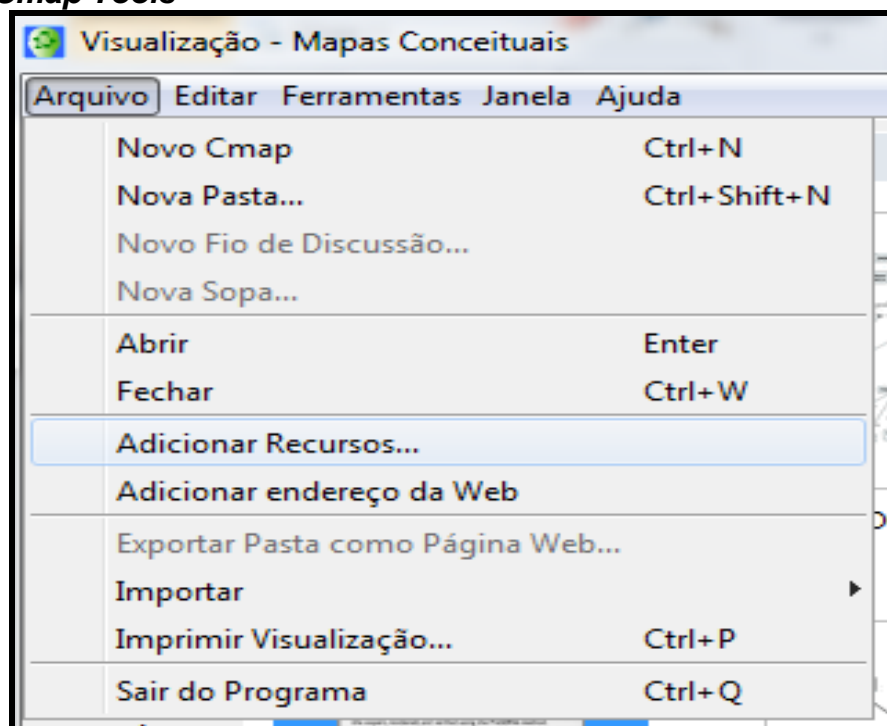 Cmap Tools
Visualização - Mapas Conceituais
Arquivo Editar Ferramentas Janela Ajuda
Novo Cmap Ctrl+N
Nova Pasta... Ctrl+Shift+N
Novo Fio de Discussão...
Nova Sopa...
Abrir Enter
Fechar Ctrl+W
Adicionar Recursos...
Adicionar endereço da Web
Exportar Pasta como Página Web...
Importar
Imprimir Visualização... Ctrl+P
Sair do Programa Ctrl+Q